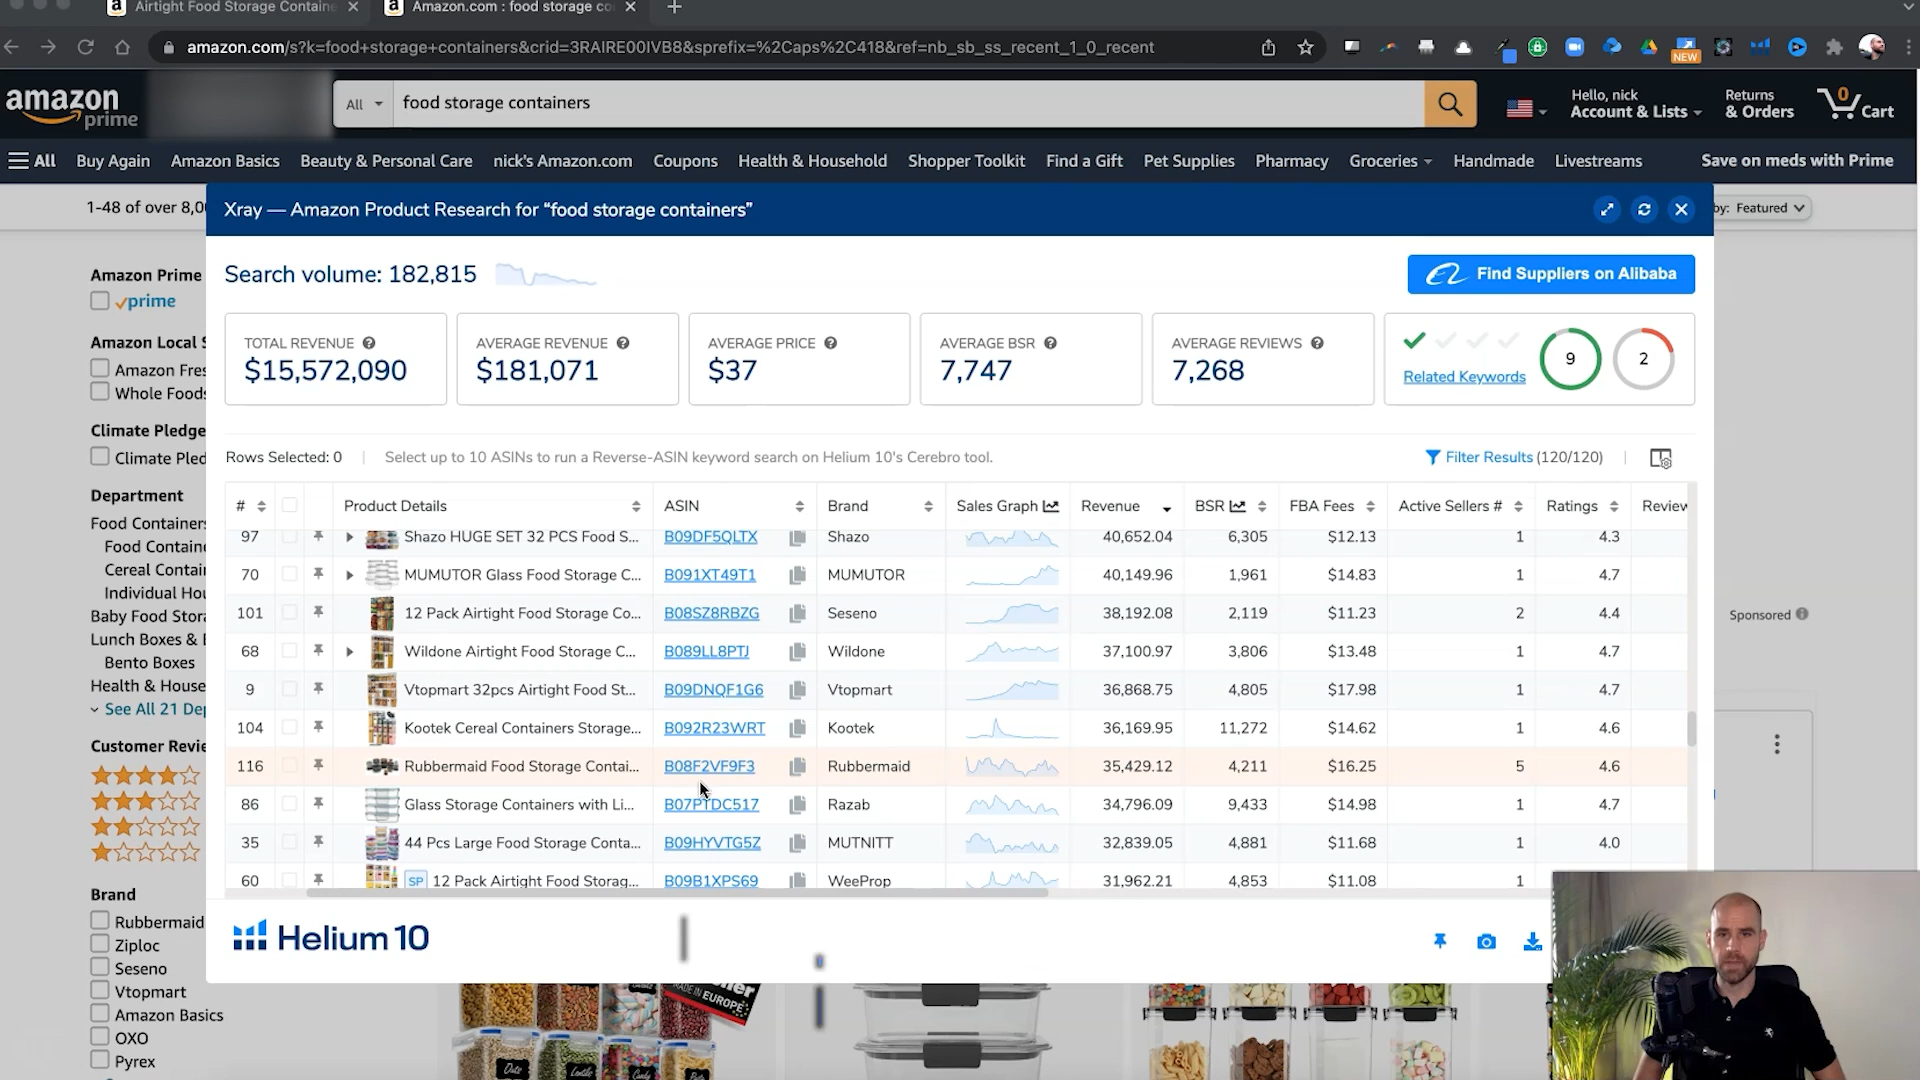 Airtight Food Storage Containe
Amazon.com : food storage co
amazon.com/s?k=food+storage+containers&crid=3RAIRE00IVB8&sprefix=%2Caps%2C418&ref=nb_sb_ss_recent_1_0_recent
NEW
amazon
prime
All
food storage containers
Hello, nick
Account & Lists
Returns
& Orders
0
Cart
All
Buy Again
Amazon Basics
Beauty & Personal Care
nick's Amazon.com
Coupons
Health & Household
Shopper Toolkit
Find a Gift
Pet Supplies
Pharmacy
Groceries
Handmade
Livestreams
Save on meds with Prime
1-48 of over 8,0
by: Featured
Xray — Amazon Product Research for “food storage containers”
Search volume: 182,815
Find Suppliers on Alibaba
TOTAL REVENUE
$15,572,090
AVERAGE REVENUE
$181,071
AVERAGE PRICE
$37
AVERAGE BSR
7,747
AVERAGE REVIEWS
7,268
Related Keywords
9
2
Rows Selected: 0
Select up to 10 ASINs to run a Reverse-ASIN keyword search on Helium 10's Cerebro tool.
Filter Results (120/120)
# Product Details ASIN Brand Sales Graph Revenue BSR FBA Fees Active Sellers # Ratings Review
97 Shazo HUGE SET 32 PCS Food S... B09DF5QLTX Shazo 40,652.04 6,305 $12.13 1 4.3
70 MUMUTOR Glass Food Storage C... B091XT49T1 MUMUTOR 40,149.96 1,961 $14.83 1 4.7
101 12 Pack Airtight Food Storage Co... B08SZ8RBZG Seseno 38,192.08 2,119 $11.23 2 4.4
68 Wildone Airtight Food Storage C... B089LL8PTJ Wildone 37,100.97 3,806 $13.48 1 4.7
9 Vtopmart 32pcs Airtight Food St... B09DNQF1G6 Vtopmart 36,868.75 4,805 $17.98 1 4.7
104 Kootek Cereal Containers Storage... B092R23WRT Kootek 36,169.95 11,272 $14.62 1 4.6
116 Rubbermaid Food Storage Contai... B08F2VF9F3 Rubbermaid 35,429.12 4,211 $16.25 5 4.6
86 Glass Storage Containers with Li... B07PTDC517 Razab 34,796.09 9,433 $14.98 1 4.7
35 44 Pcs Large Food Storage Conta... B09HYVTG5Z MUTNITT 32,839.05 4,881 $11.68 1 4.0
60 SP 12 Pack Airtight Food Storag... B09B1XPS69 WeeProp 31,962.21 4,853 $11.08 1
Helium 10
Amazon Prime
prime
Amazon Local S
Amazon Fres
Whole Foods
Climate Pledge
Climate Pled
Department
Food Containers
Food Containe
Cereal Contai
Individual Hou
Baby Food Stora
Lunch Boxes & B
Bento Boxes
Health & House
See All 21 Dep
Customer Revie
Brand
Rubbermaid
Ziploc
Seseno
Vtopmart
Amazon Basics
OXO
Pyrex
Sponsored
MADE IN EUROPE
Oats
Lentils
Candy
Pasta